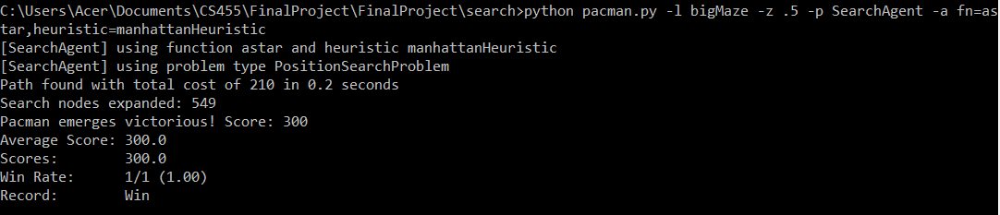 C:\Users\Acer\Documents\CS455\FinalProject\FinalProject\search>python pacman.py -l bigMaze -z .5 -p SearchAgent -a fn=as
tar,heuristic=manhattanHeuristic
[SearchAgent] using function astar and heuristic manhattanHeuristic
[SearchAgent] using problem type PositionSearchProblem
Path found with total cost of 210 in 0.2 seconds
Search nodes expanded: 549
Pacman emerges victorious! Score: 300
Average Score: 300.0
Scores:        300.0
Win Rate:      1/1 (1.00)
Record:        Win